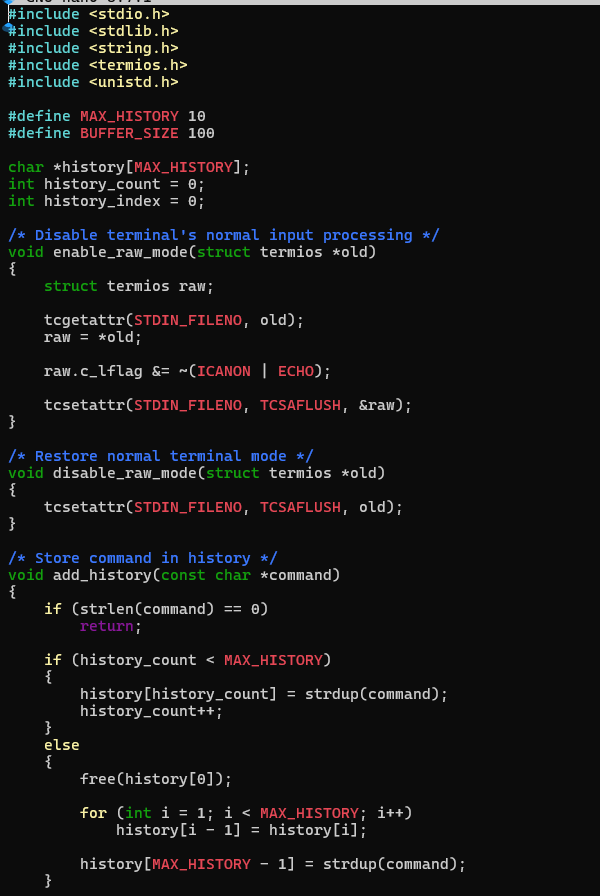 #include <stdio.h>
#include <stdlib.h>
#include <string.h>
#include <termios.h>
#include <unistd.h>

#define MAX_HISTORY 10
#define BUFFER_SIZE 100

char *history[MAX_HISTORY];
int history_count = 0;
int history_index = 0;

/* Disable terminal's normal input processing */
void enable_raw_mode(struct termios *old)
{
    struct termios raw;

    tcgetattr(STDIN_FILENO, old);
    raw = *old;

    raw.c_lflag &= ~(ICANON | ECHO);

    tcsetattr(STDIN_FILENO, TCSAFLUSH, &raw);
}

/* Restore normal terminal mode */
void disable_raw_mode(struct termios *old)
{
    tcsetattr(STDIN_FILENO, TCSAFLUSH, old);
}

/* Store command in history */
void add_history(const char *command)
{
    if (strlen(command) == 0)
        return;

    if (history_count < MAX_HISTORY)
    {
        history[history_count] = strdup(command);
        history_count++;
    }
    else
    {
        free(history[0]);

        for (int i = 1; i < MAX_HISTORY; i++)
            history[i - 1] = history[i];

        history[MAX_HISTORY - 1] = strdup(command);
    }